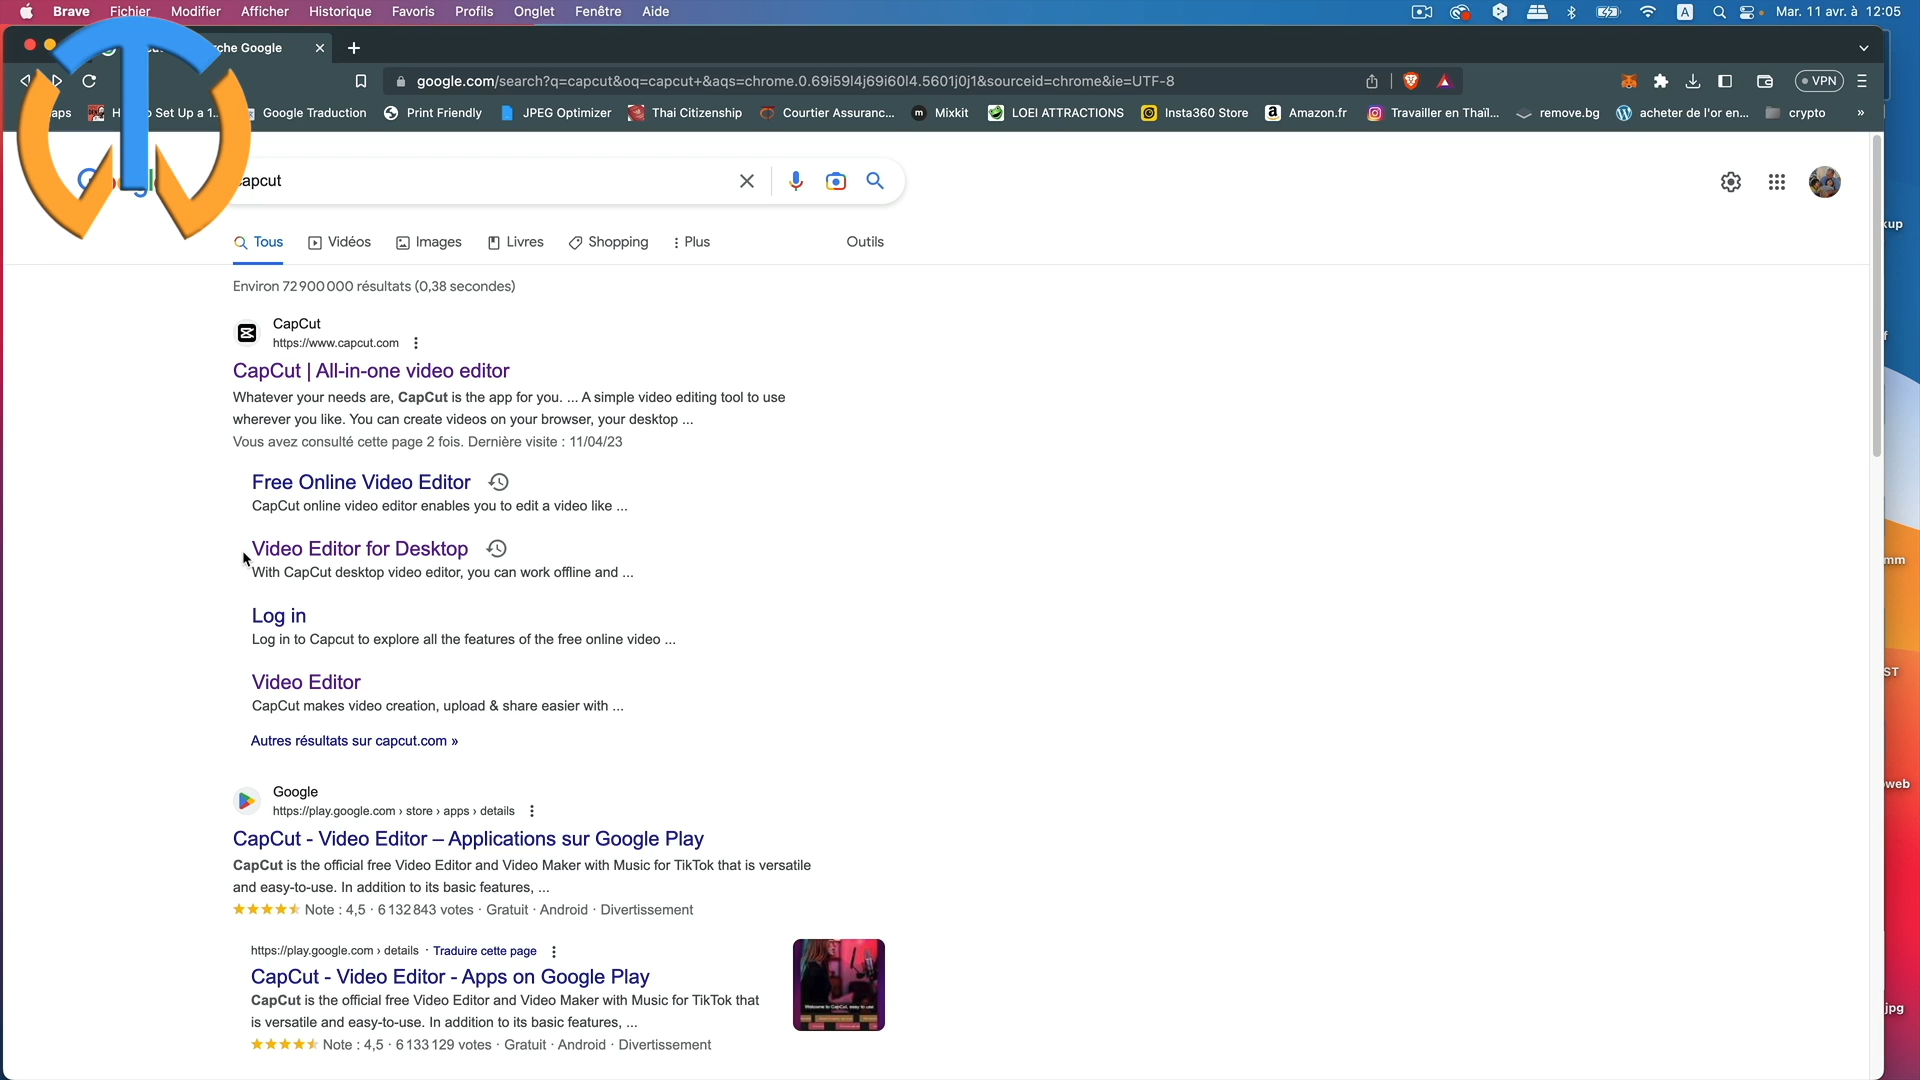 Brave Fichier Modifier Afficher Historique Favoris Profils Onglet Fenêtre Aide
A
Mar. 11 avr. à 12:05
che Google
google.com/search?q=capcut&oq=capcut+&aqs=chrome.0.69i59l4j69i60l4.5601j0j1&sourceid=chrome&ie=UTF-8
VPN
aps
Set Up a 1...
Google Traduction
Print Friendly
JPEG Optimizer
Thai Citizenship
Courtier Assuranc...
Mixkit
LOEI ATTRACTIONS
Insta360 Store
Amazon.fr
Travailler en Thaïl...
remove.bg
acheter de l'or en...
crypto
»
apcut
Tous
Vidéos
Images
Livres
Shopping
Plus
Outils
Environ 72 900 000 résultats (0,38 secondes)
CapCut
https://www.capcut.com
CapCut | All-in-one video editor
Whatever your needs are, CapCut is the app for you. ... A simple video editing tool to use
wherever you like. You can create videos on your browser, your desktop ...
Vous avez consulté cette page 2 fois. Dernière visite : 11/04/23
Free Online Video Editor
CapCut online video editor enables you to edit a video like ...
Video Editor for Desktop
With CapCut desktop video editor, you can work offline and ...
Log in
Log in to Capcut to explore all the features of the free online video ...
Video Editor
CapCut makes video creation, upload & share easier with ...
Autres résultats sur capcut.com »
Google
https://play.google.com › store › apps › details
CapCut - Video Editor – Applications sur Google Play
CapCut is the official free Video Editor and Video Maker with Music for TikTok that is versatile
and easy-to-use. In addition to its basic features, ...
Note : 4,5 · 6 132 843 votes · Gratuit · Android · Divertissement
https://play.google.com › details · Traduire cette page
CapCut - Video Editor - Apps on Google Play
CapCut is the official free Video Editor and Video Maker with Music for TikTok that
is versatile and easy-to-use. In addition to its basic features, ...
Note : 4,5 · 6 133 129 votes · Gratuit · Android · Divertissement
Welcome to CapCut, easy to use
kup
f
mm
ST
web
jpg